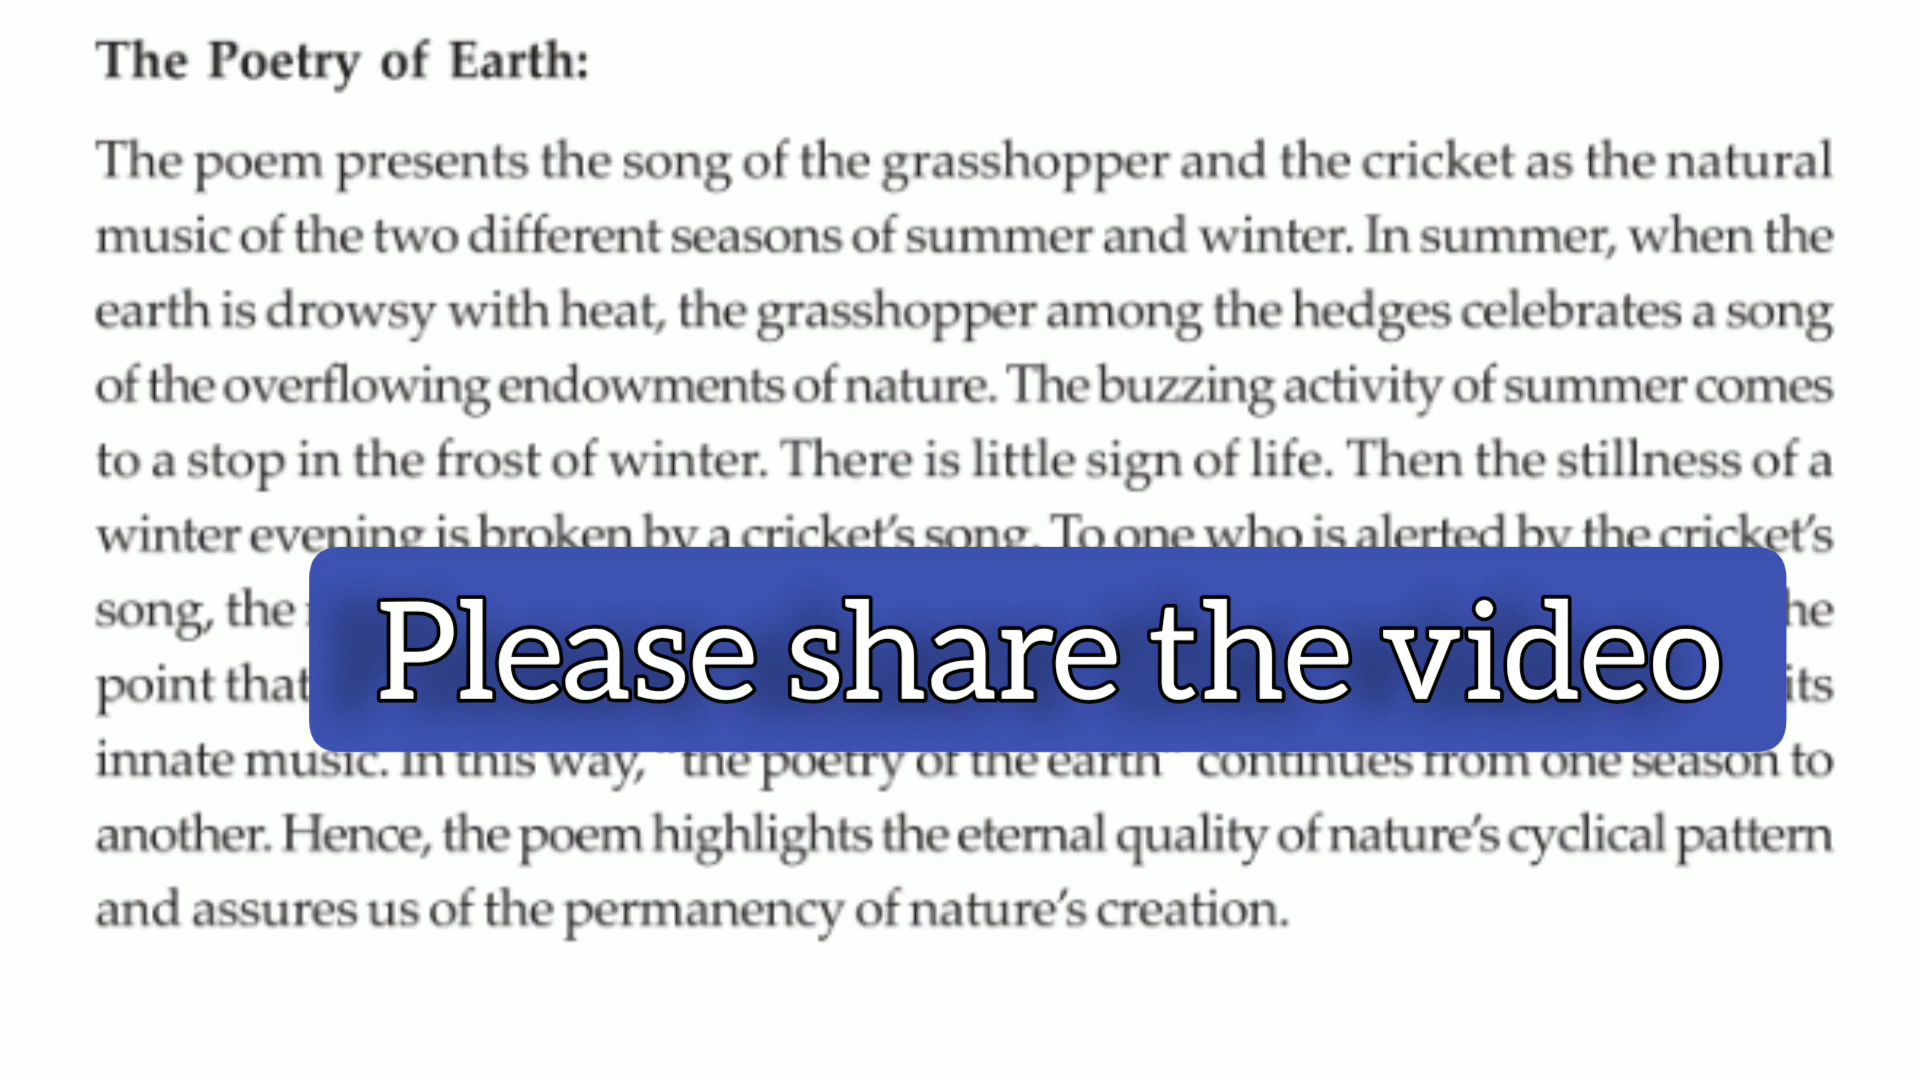 The Poetry of Earth:
The poem presents the song of the grasshopper and the cricket as the natural
music of the two different seasons of summer and winter. In summer, when the
earth is drowsy with heat, the grasshopper among the hedges celebrates a song
of the overflowing endowments of nature. The buzzing activity of summer comes
to a stop in the frost of winter. There is little sign of life. Then the stillness of a
winter evening is broken by a cricket's song. To one who is alerted by the cricket's
song, the
point that its
Please share the video
innate music. In this way, "the poetry of the earth" continues from one season to
another. Hence, the poem highlights the eternal quality of nature's cyclical pattern
and assures us of the permanency of nature's creation.